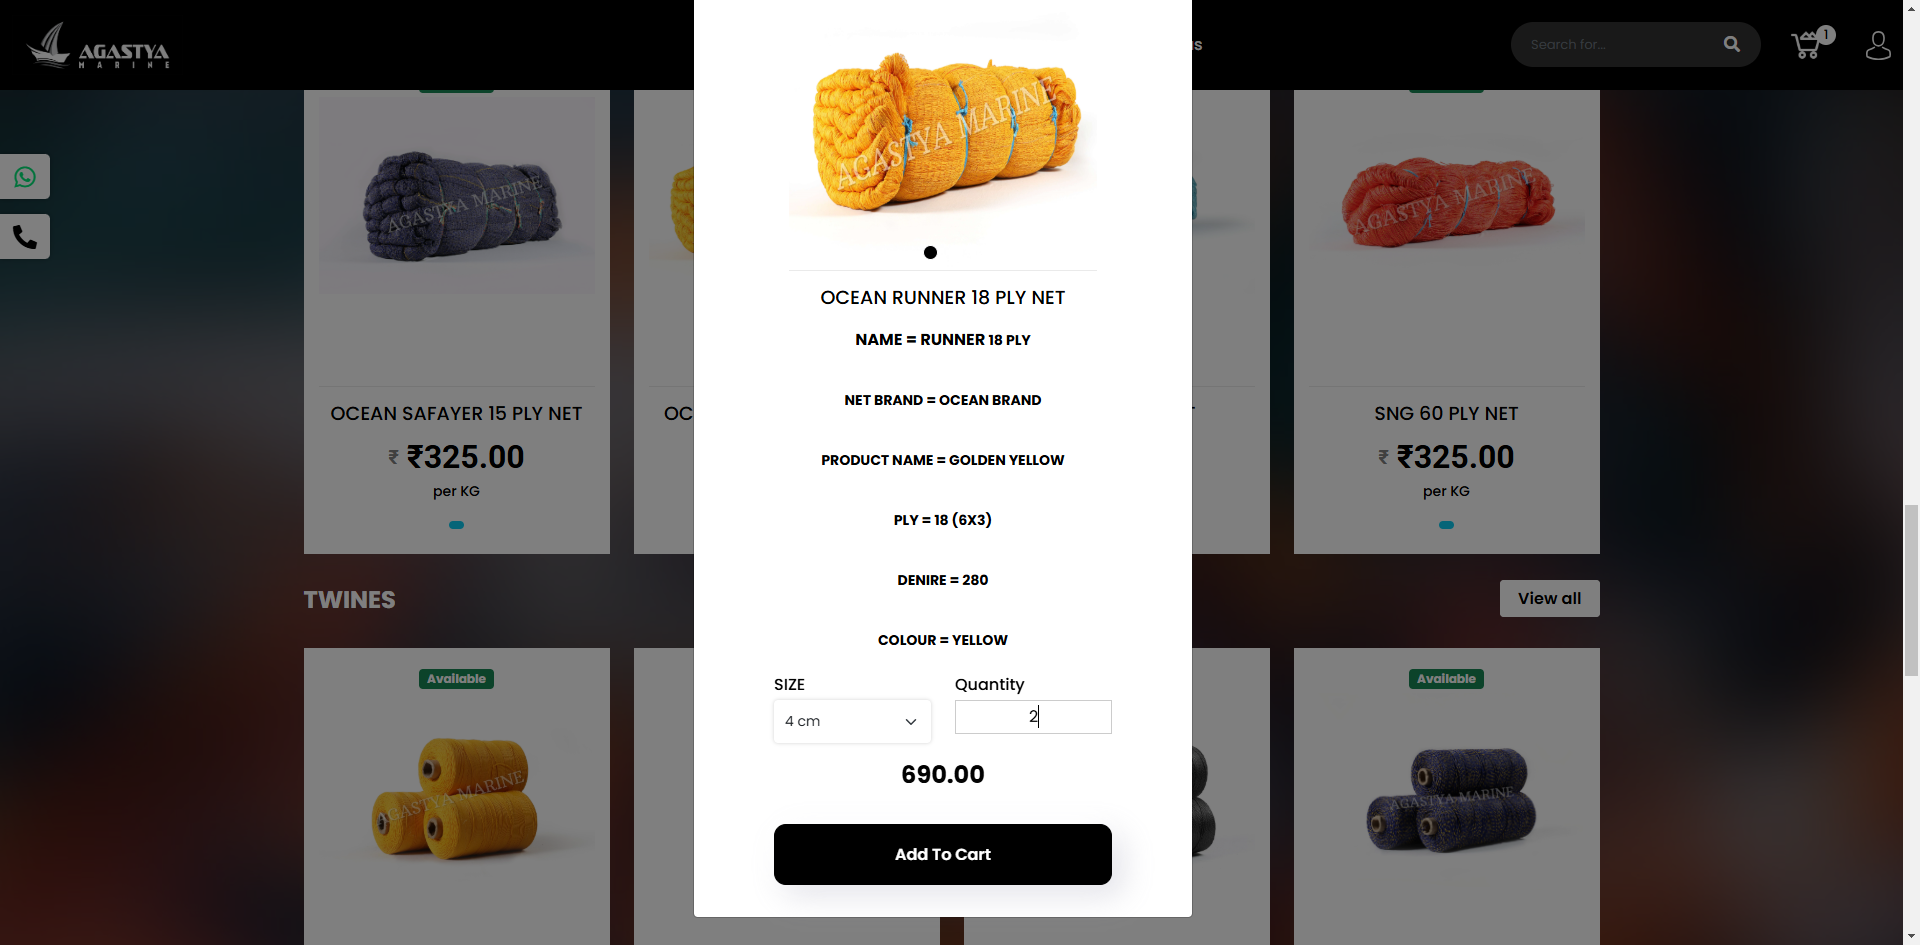 AGASTYA
MARINE
us
Search for...
1
AGASTYA MARINE
AGASTYA MARINE
AGASTYA MARINE
OCEAN RUNNER 18 PLY NET
NAME = RUNNER 18 PLY
NET BRAND = OCEAN BRAND
PRODUCT NAME = GOLDEN YELLOW
PLY = 18 (6X3)
DENIRE = 280
COLOUR = YELLOW
SIZE
Quantity
4 cm
2
690.00
Add To Cart
OCEAN SAFAYER 15 PLY NET
₹ ₹325.00
per KG
OC
SNG 60 PLY NET
₹ ₹325.00
per KG
TWINES
View all
Available
AGASTYA MARINE
Available
AGASTYA MARINE